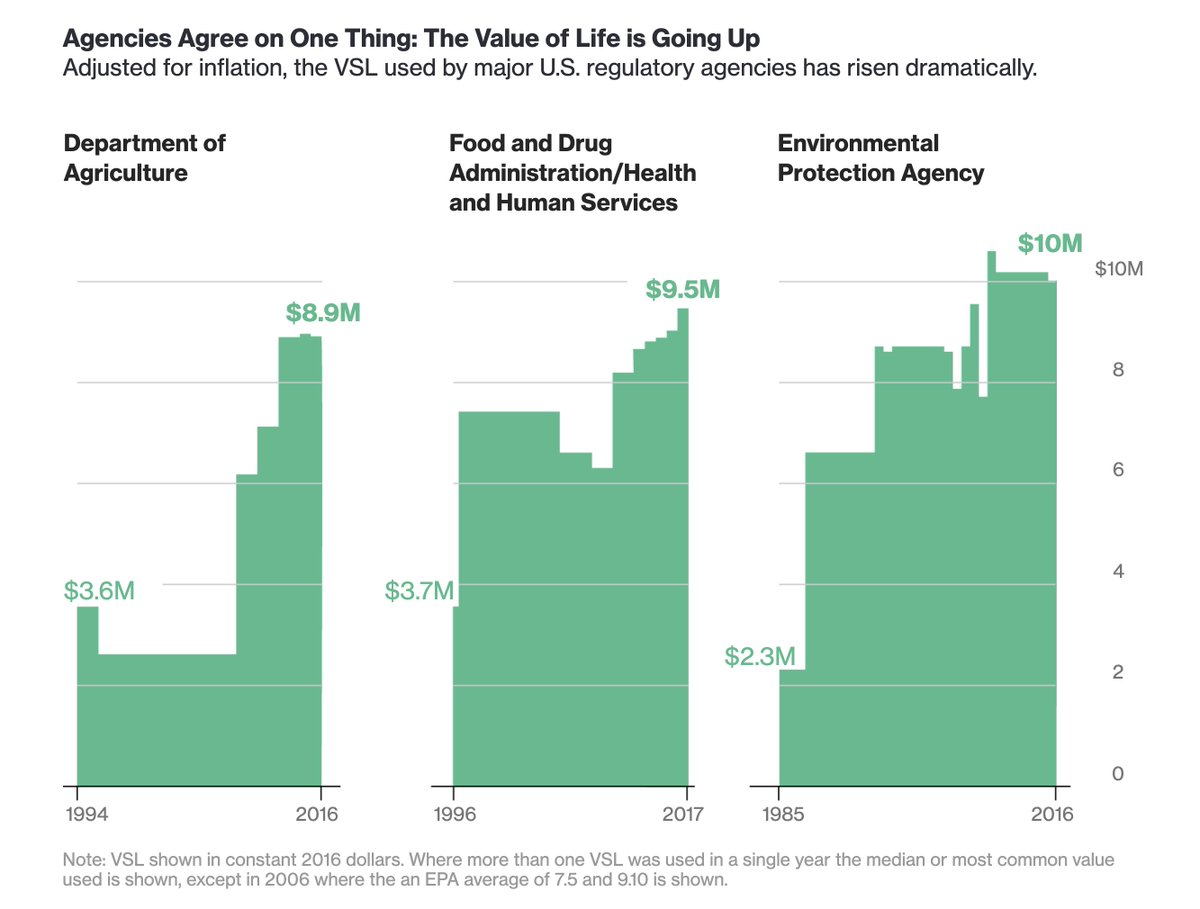 Agencies Agree on One Thing: The Value of Life is Going Up
Adjusted for inflation, the VSL used by major U.S. regulatory agencies has risen dramatically.
Department of
Agriculture
$8.9M
$3.6M
1994
2016
Food and Drug
Administration/Health
and Human Services
$9.5M
$3.7M
1996
2017
Environmental
Protection Agency
$10M
$2.3M
1985
2016
$10M
8
6
4
2
0
Note: VSL shown in constant 2016 dollars. Where more than one VSL was used in a single year the median or most common value
used is shown, except in 2006 where the an EPA average of 7.5 and 9.10 is shown.